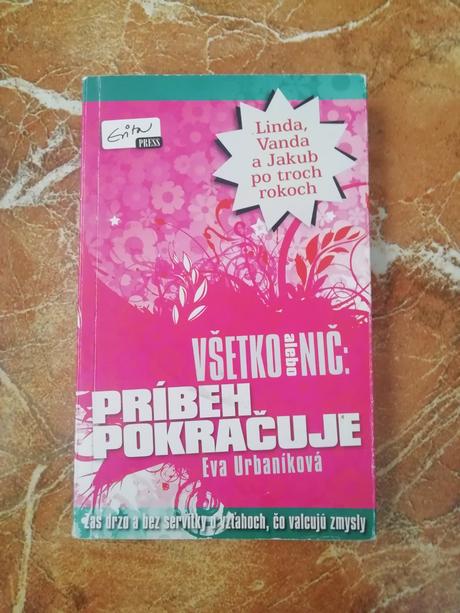 Evitov
PRESS
Linda,
Vanda
a Jakub
po troch
rokoch
VŠETKO alebo NIČ:
PRÍBEH
POKRAČUJE
Eva Urbaníková
zas drzo a bez servítky o vzťahoch, čo valcujú zmysly